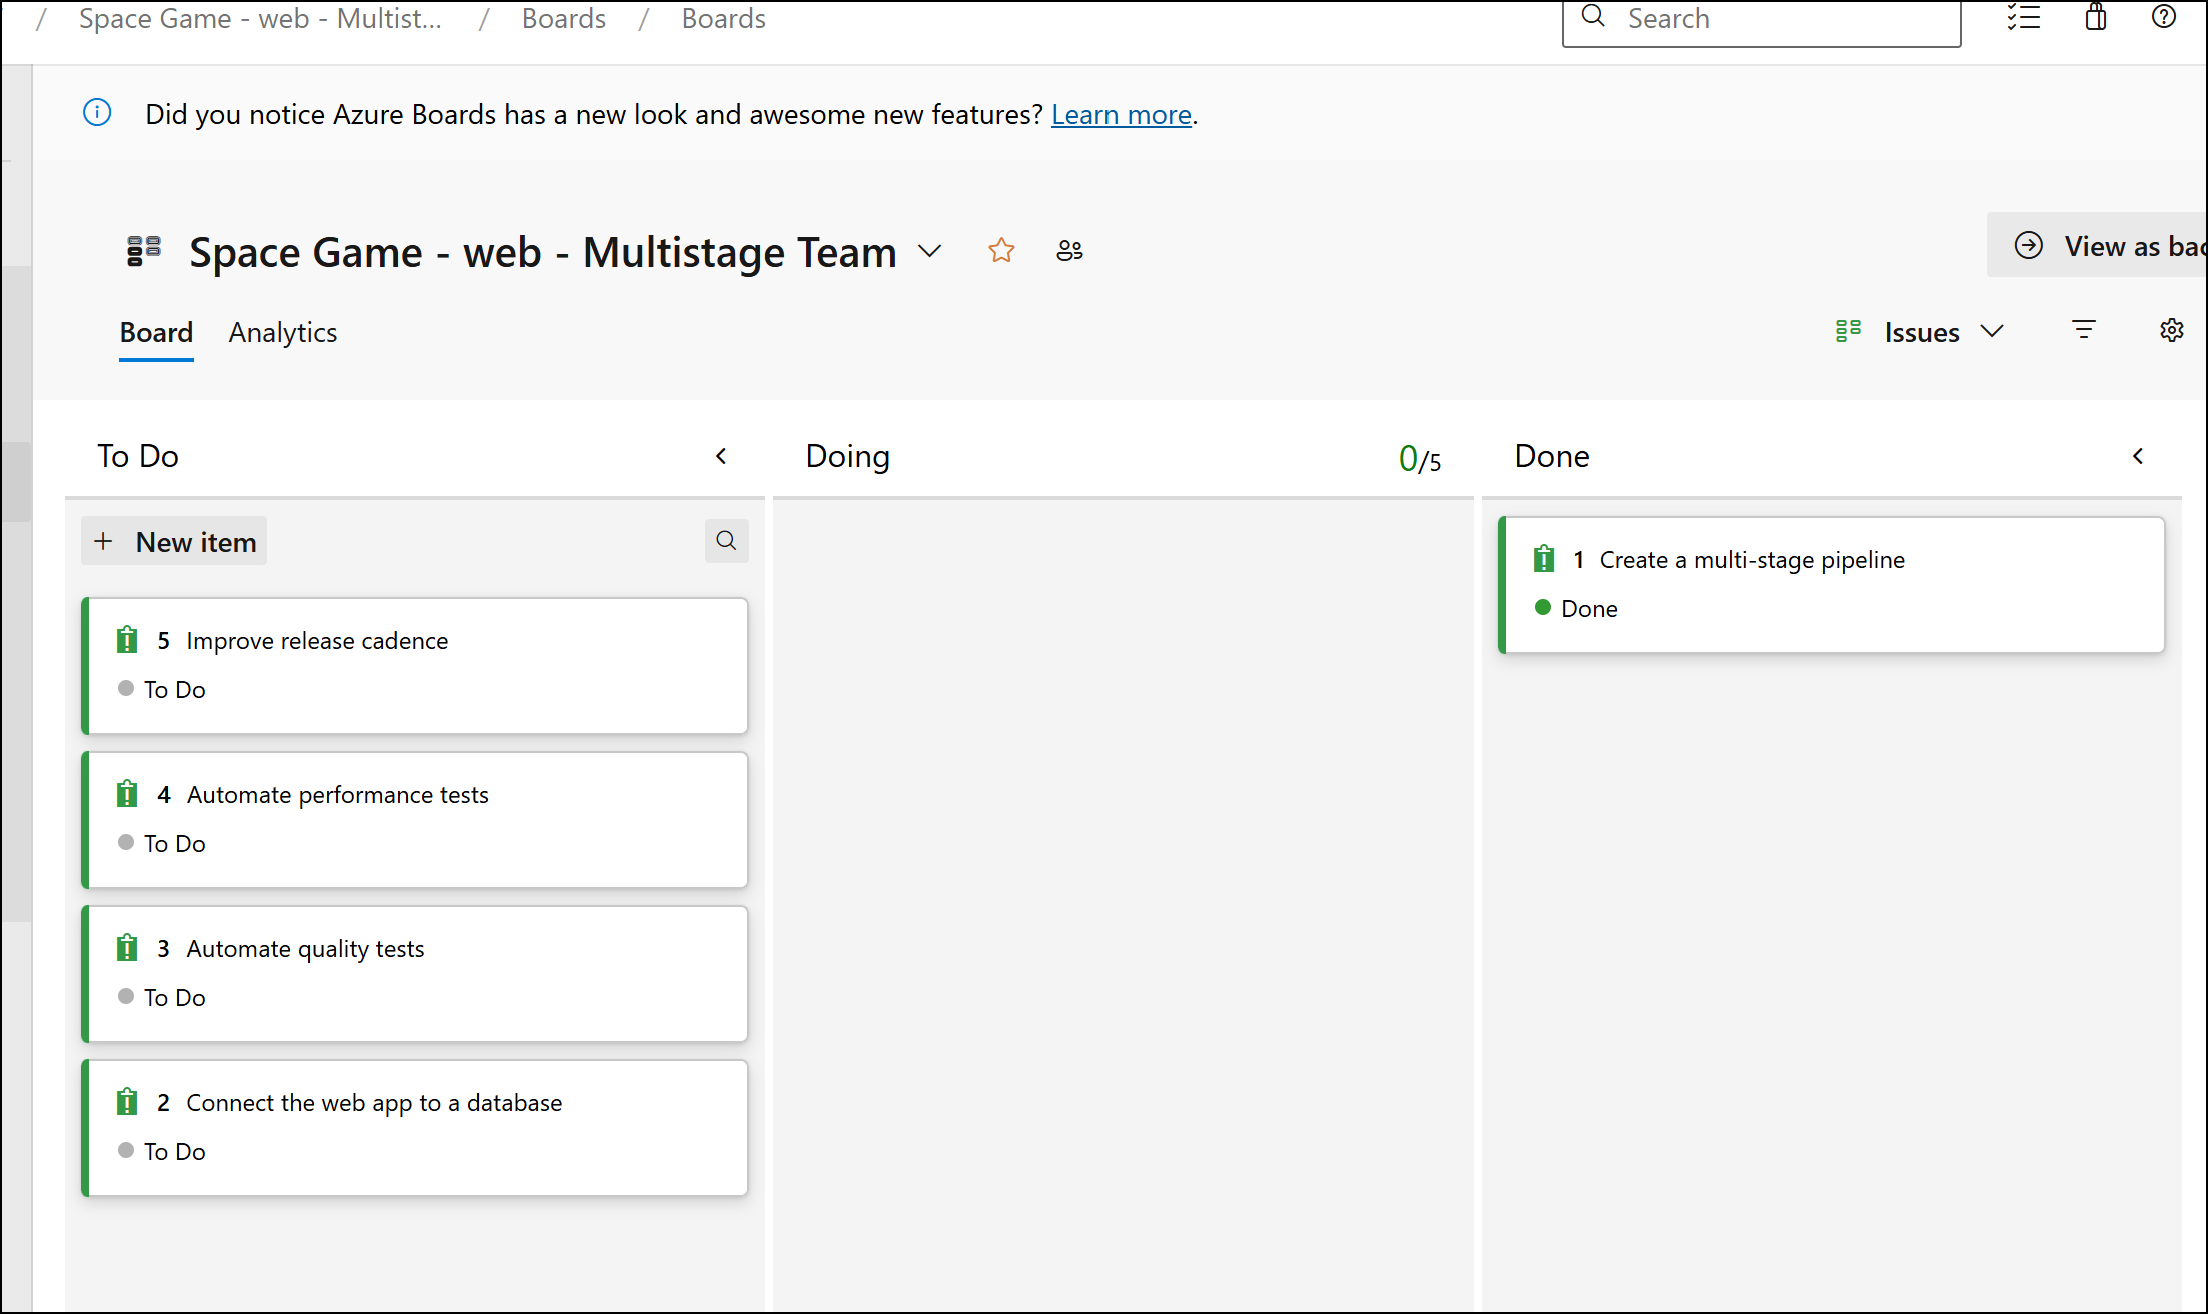 / Space Game - web - Multist... / Boards / Boards
Search
Did you notice Azure Boards has a new look and awesome new features? Learn more.
Space Game - web - Multistage Team
View as bac
Board Analytics
Issues
To Do
Doing
0/5
Done
+ New item
5 Improve release cadence
To Do
4 Automate performance tests
To Do
3 Automate quality tests
To Do
2 Connect the web app to a database
To Do
1 Create a multi-stage pipeline
Done